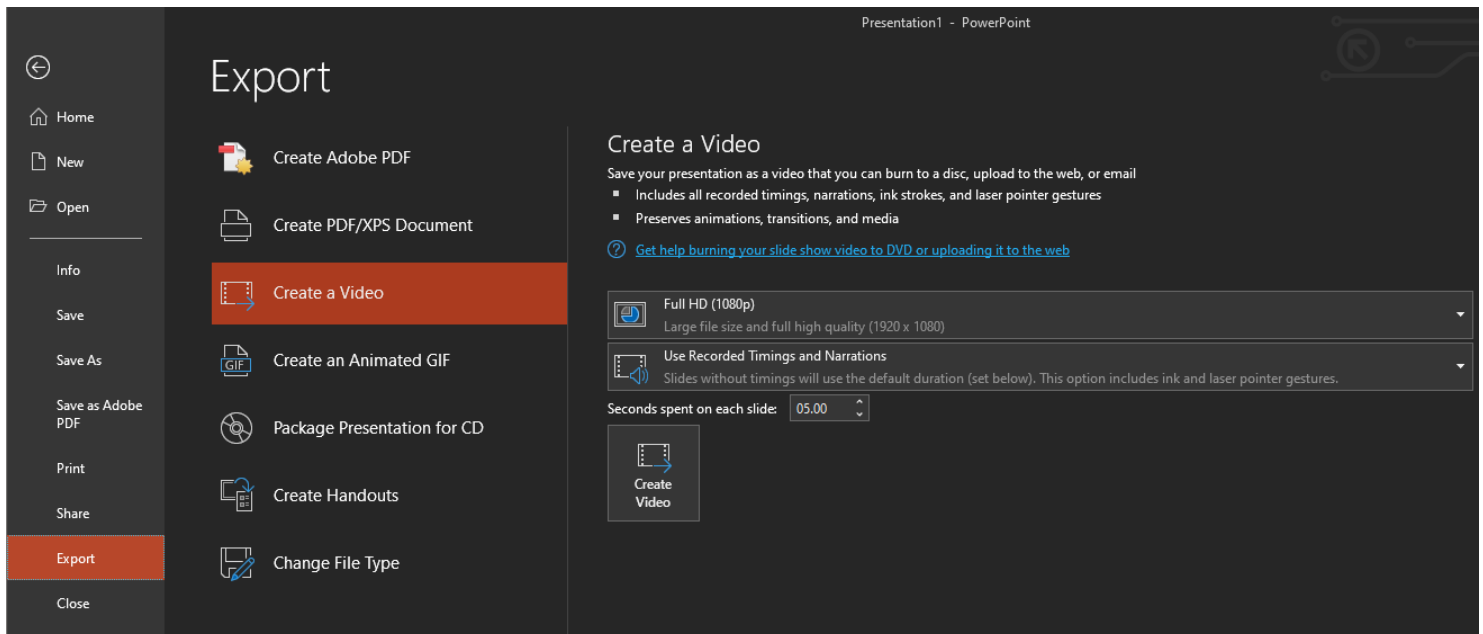 Presentation1 - PowerPoint
Home
New
Open
Info
Save
Save As
Save as Adobe
PDF
Print
Share
Export
Close
Export
Create Adobe PDF
Create PDF/XPS Document
Create a Video
Create an Animated GIF
GIF
Package Presentation for CD
Create Handouts
Change File Type
Create a Video
Save your presentation as a video that you can burn to a disc, upload to the web, or email
Includes all recorded timings, narrations, ink strokes, and laser pointer gestures
Preserves animations, transitions, and media
? Get help burning your slide show video to DVD or uploading it to the web
Full HD (1080p)
Large file size and full high quality (1920 x 1080)
Use Recorded Timings and Narrations
Slides without timings will use the default duration (set below). This option includes ink and laser pointer gestures.
Seconds spent on each slide: 05.00
Create
Video